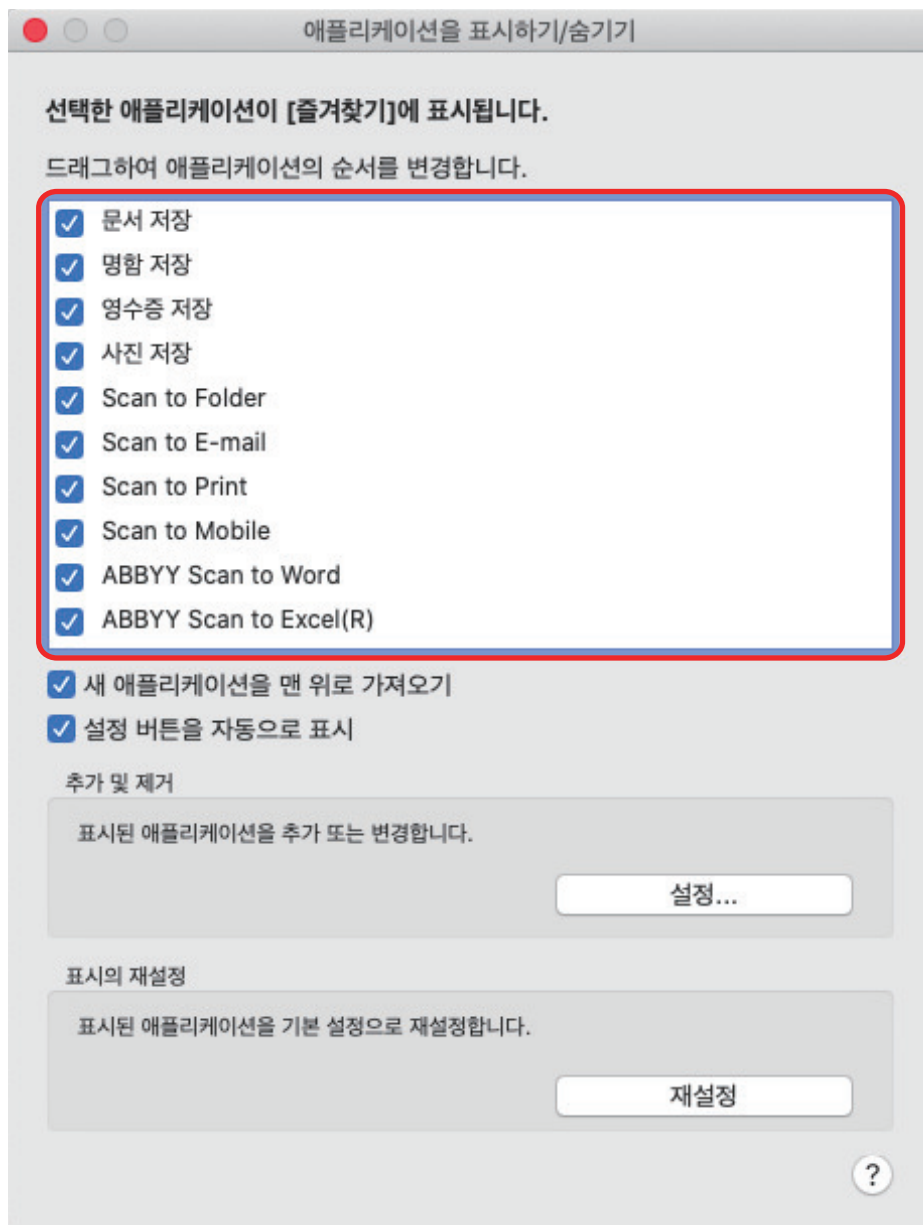 애플리케이션을 표시하기/숨기기
선택한 애플리케이션이 [즐겨찾기]에 표시됩니다.
드래그하여 애플리케이션의 순서를 변경합니다.
문서 저장
명함 저장
영수증 저장
사진 저장
Scan to Folder
Scan to E-mail
Scan to Print
Scan to Mobile
ABBYY Scan to Word
ABBYY Scan to Excel(R)
새 애플리케이션을 맨 위로 가져오기
설정 버튼을 자동으로 표시
추가 및 제거
표시된 애플리케이션을 추가 또는 변경합니다.
설정...
표시의 재설정
표시된 애플리케이션을 기본 설정으로 재설정합니다.
재설정
?